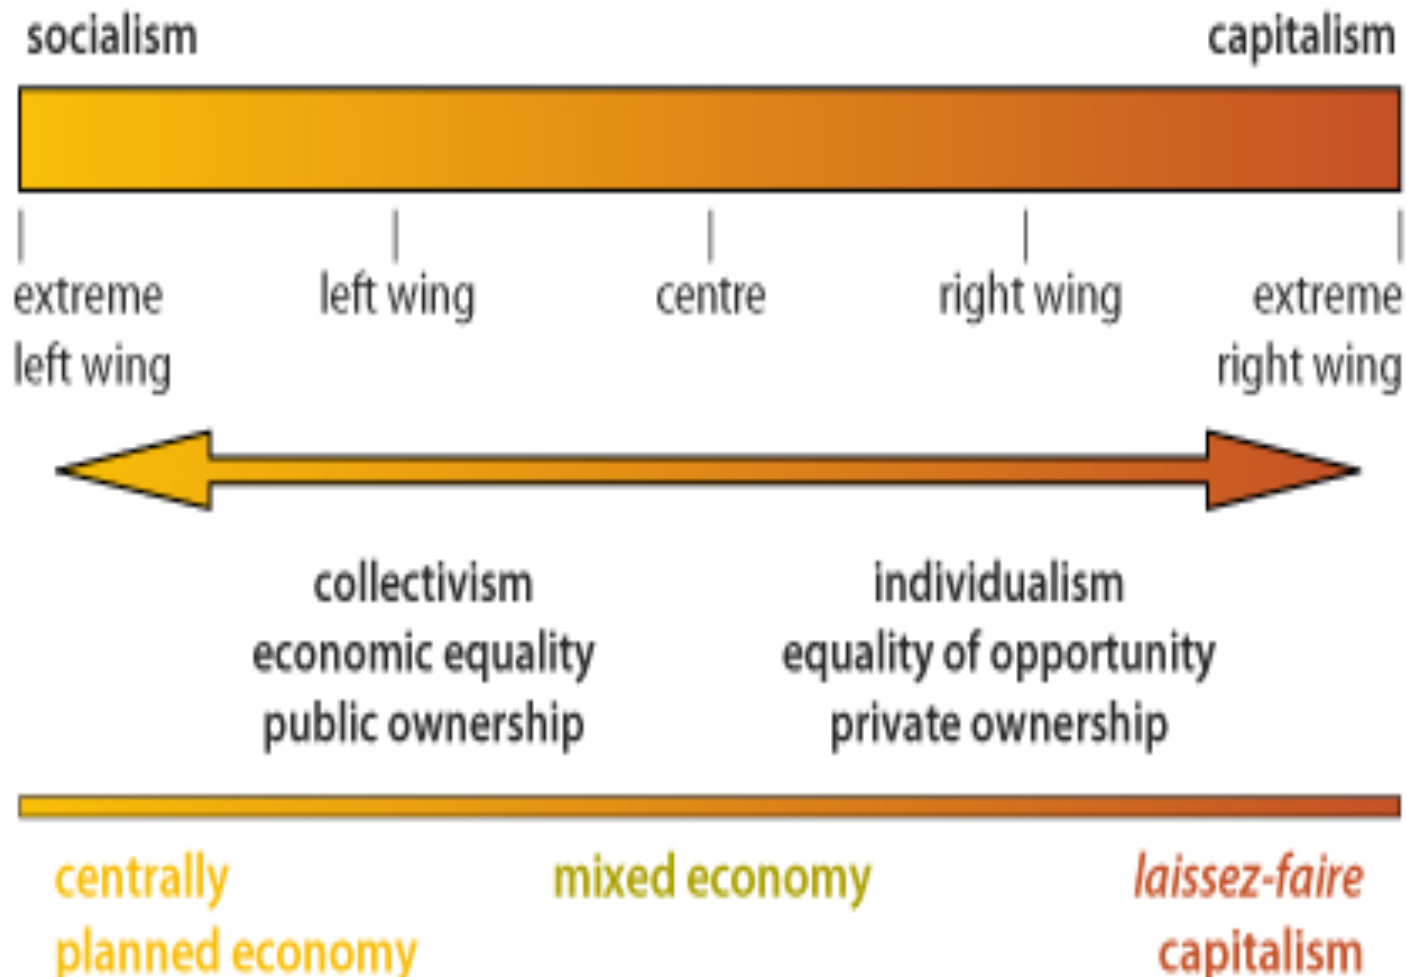 socialism capitalism
extreme left wing centre right wing extreme
left wing right wing
collectivism individualism
economic equality equality of opportunity
public ownership private ownership
centrally mixed economy laissez-faire
planned economy capitalism